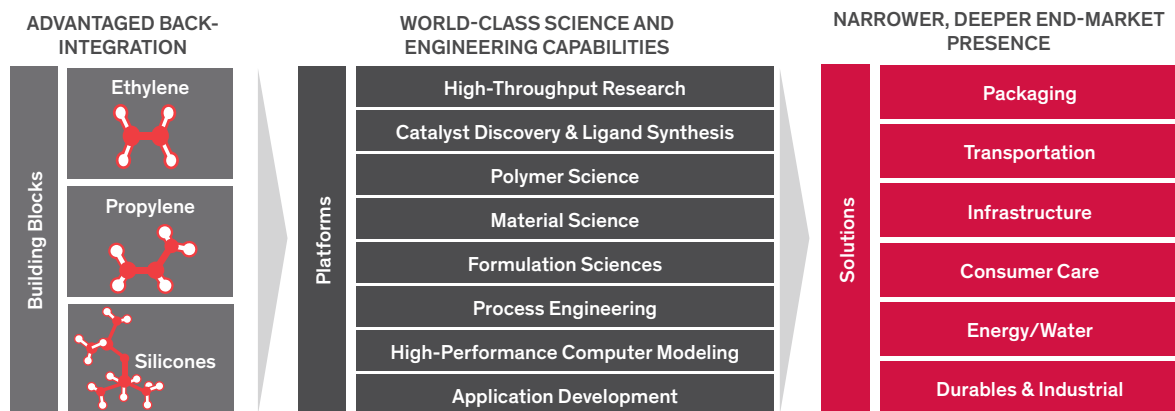 ADVANTAGED BACK-
INTEGRATION
Building Blocks
Ethylene
Propylene
Silicones
WORLD-CLASS SCIENCE AND
ENGINEERING CAPABILITIES
Platforms
High-Throughput Research
Catalyst Discovery & Ligand Synthesis
Polymer Science
Material Science
Formulation Sciences
Process Engineering
High-Performance Computer Modeling
Application Development
NARROWER, DEEPER END-MARKET
PRESENCE
Solutions
Packaging
Transportation
Infrastructure
Consumer Care
Energy/Water
Durables & Industrial